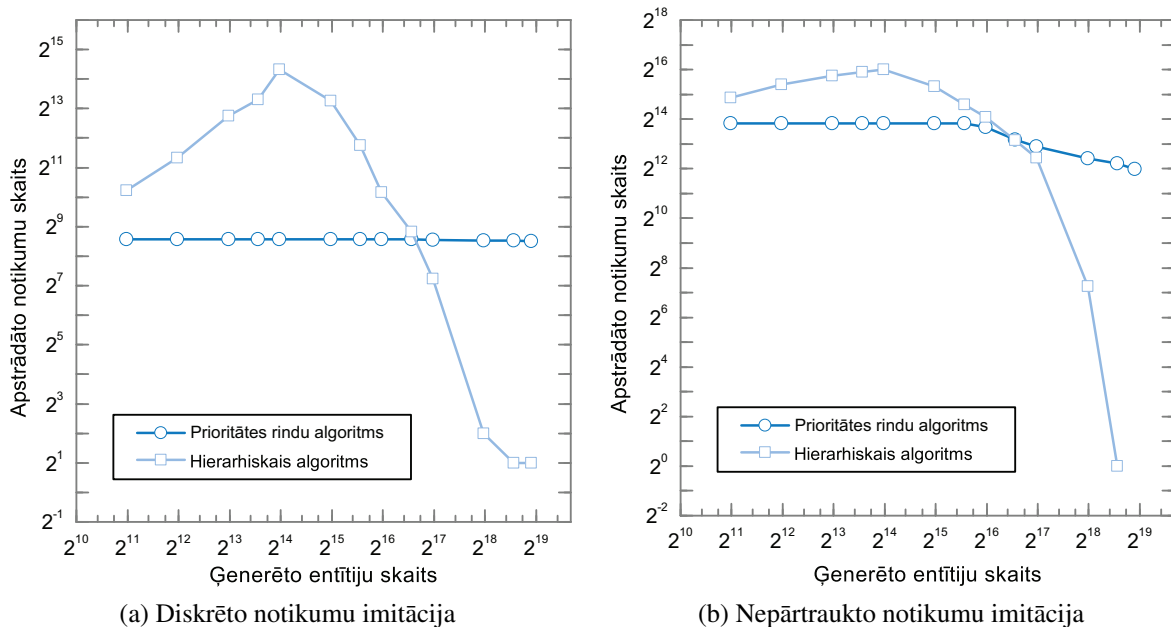 2^15
2^13
2^11
2^9
2^7
2^5
2^3
2^1
2^-1
Apstrādāto notikumu skaits
Prioritātes rindu algoritms
Hierarhiskais algoritms
2^10 2^11 2^12 2^13 2^14 2^15 2^16 2^17 2^18 2^19
Ģenerēto entītiju skaits
(a) Diskrēto notikumu imitācija
2^18
2^16
2^14
2^12
2^10
2^8
2^6
2^4
2^2
2^0
2^-2
Apstrādāto notikumu skaits
Prioritātes rindu algoritms
Hierarhiskais algoritms
2^10 2^11 2^12 2^13 2^14 2^15 2^16 2^17 2^18 2^19
Ģenerēto entītiju skaits
(b) Nepārtraukto notikumu imitācija